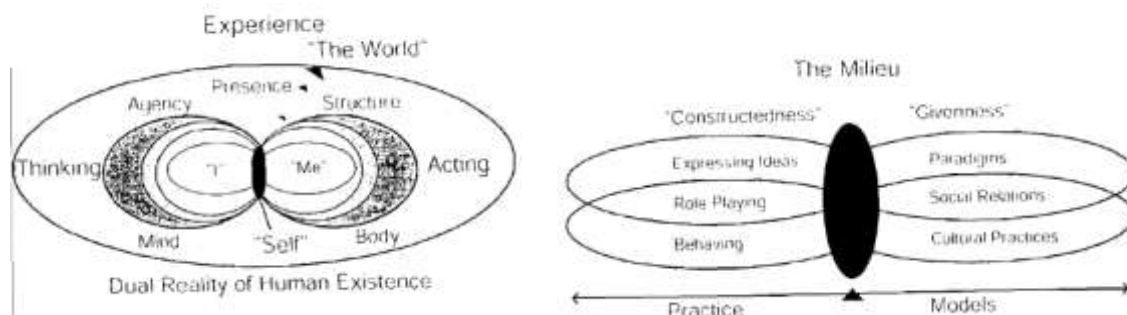 Experience
"The World"
Presence
Agency
Structure
Thinking
"I"
"Me"
Acting
Mind
"Self"
Body
Dual Reality of Human Existence
The Milieu
"Constructedness"
"Givenness"
Expressing Ideas
Paradigms
Role Playing
Social Relations
Behaving
Cultural Practices
Practice
Models